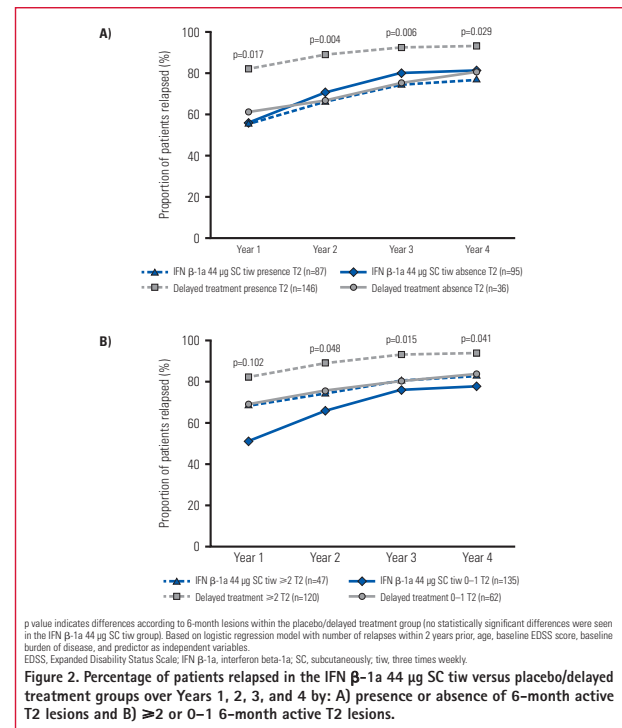 A)
Proportion of patients relapsed (%)
100
80
60
40
20
0
p=0.017
p=0.004
p=0.006
p=0.029
Year 1
Year 2
Year 3
Year 4
IFN β-1a 44 µg SC tiw presence T2 (n=87)
IFN β-1a 44 µg SC tiw absence T2 (n=95)
Delayed treatment presence T2 (n=146)
Delayed treatment absence T2 (n=36)
B)
Proportion of patients relapsed (%)
100
80
60
40
20
0
p=0.102
p=0.048
p=0.015
p=0.041
Year 1
Year 2
Year 3
Year 4
IFN β-1a 44 µg SC tiw ≥2 T2 (n=47)
IFN β-1a 44 µg SC tiw 0–1 T2 (n=135)
Delayed treatment ≥2 T2 (n=120)
Delayed treatment 0–1 T2 (n=62)
p value indicates differences according to 6-month lesions within the placebo/delayed treatment group (no statistically significant differences were seen
in the IFN β-1a 44 µg SC tiw group). Based on logistic regression model with number of relapses within 2 years prior, age, baseline EDSS score, baseline
burden of disease, and predictor as independent variables.
EDSS, Expanded Disability Status Scale; IFN β-1a, interferon beta-1a; SC, subcutaneously; tiw, three times weekly.
Figure 2. Percentage of patients relapsed in the IFN β-1a 44 µg SC tiw versus placebo/delayed
treatment groups over Years 1, 2, 3, and 4 by: A) presence or absence of 6-month active
T2 lesions and B) ≥2 or 0–1 6-month active T2 lesions.